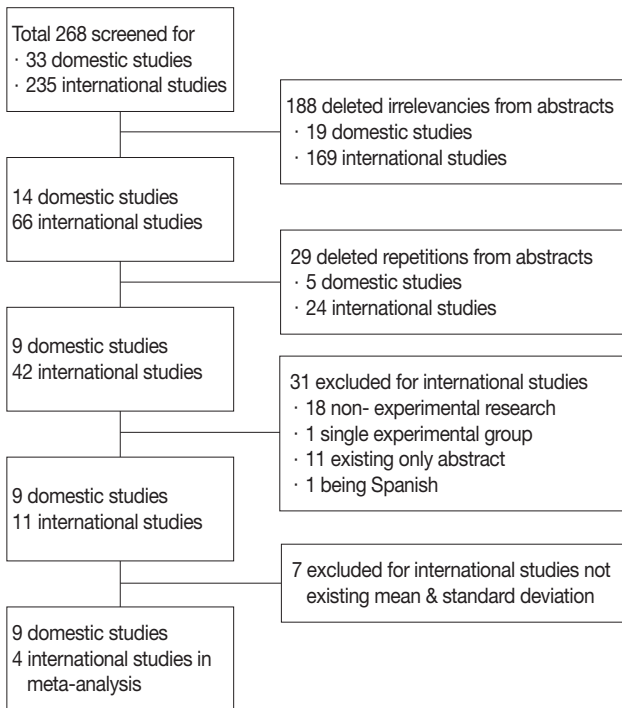 Total 268 screened for
· 33 domestic studies
· 235 international studies
188 deleted irrelevancies from abstracts
· 19 domestic studies
· 169 international studies
14 domestic studies
66 international studies
29 deleted repetitions from abstracts
· 5 domestic studies
· 24 international studies
9 domestic studies
42 international studies
31 excluded for international studies
· 18 non- experimental research
· 1 single experimental group
· 11 existing only abstract
· 1 being Spanish
9 domestic studies
11 international studies
7 excluded for international studies not
existing mean & standard deviation
9 domestic studies
4 international studies in
meta-analysis